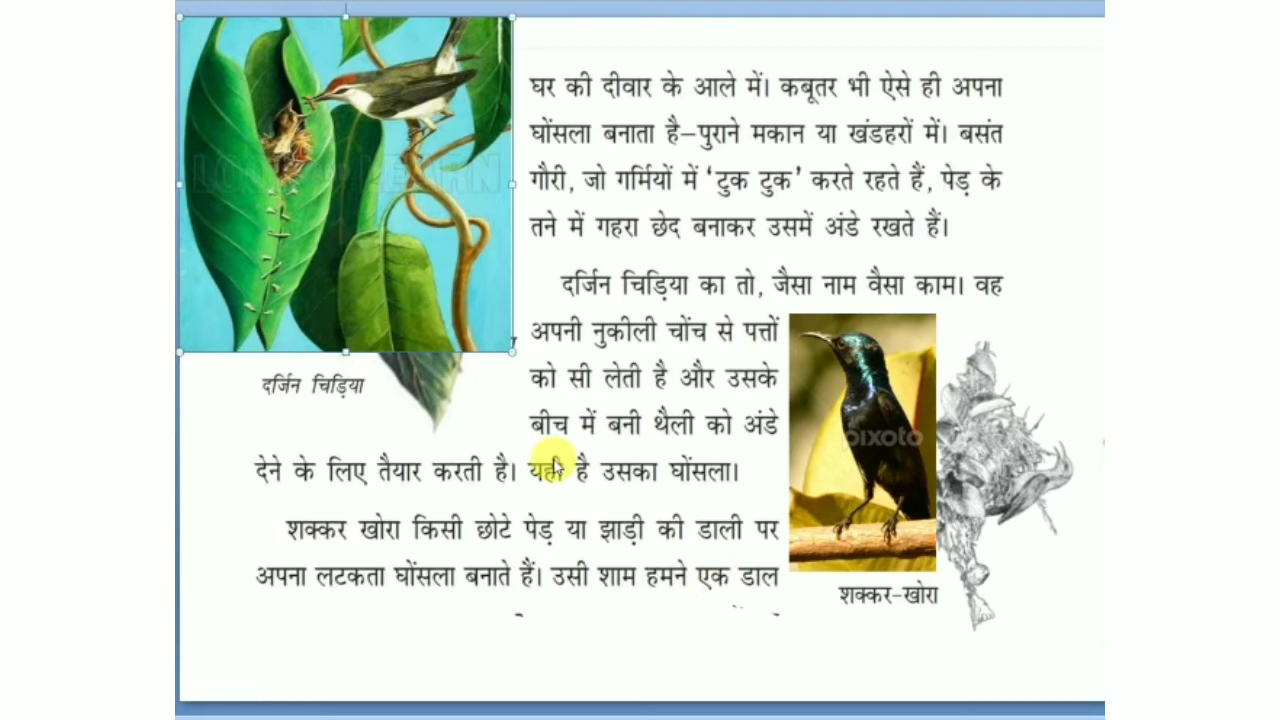 घर की दीवार के आले में। कबूतर भी ऐसे ही अपना
घोंसला बनाता है–पुराने मकान या खंडहरों में। बसंत
गौरी, जो गर्मियों में ‘टुक टुक’ करते रहते हैं, पेड़ के
तने में गहरा छेद बनाकर उसमें अंडे रखते हैं।
दर्जिन चिड़िया का तो, जैसा नाम वैसा काम। वह
अपनी नुकीली चोंच से पत्तों
को सी लेती है और उसके
बीच में बनी थैली को अंडे
देने के लिए तैयार करती है। यही है उसका घोंसला।
शक्कर खोरा किसी छोटे पेड़ या झाड़ी की डाली पर
अपना लटकता घोंसला बनाते हैं। उसी शाम हमने एक डाल
दर्जिन चिड़िया
pixoto
शक्कर-खोरा